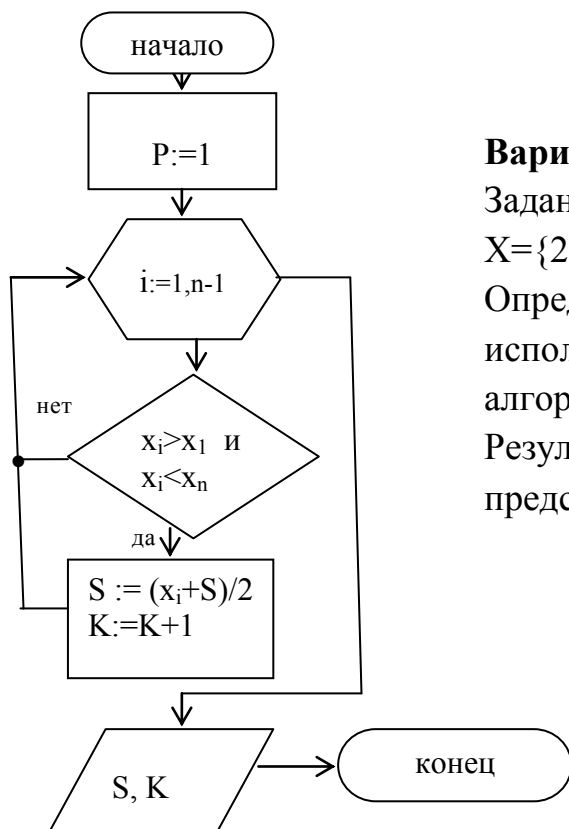 начало
P:=1
i:=1,n-1
нет
x₁>x₁ и
xᵢ<xₙ
да
S := (xᵢ+S)/2
K:=K+1
S, K
конец
Вари
Задан
X={2
Опред
испол
алгор
Резул
предс